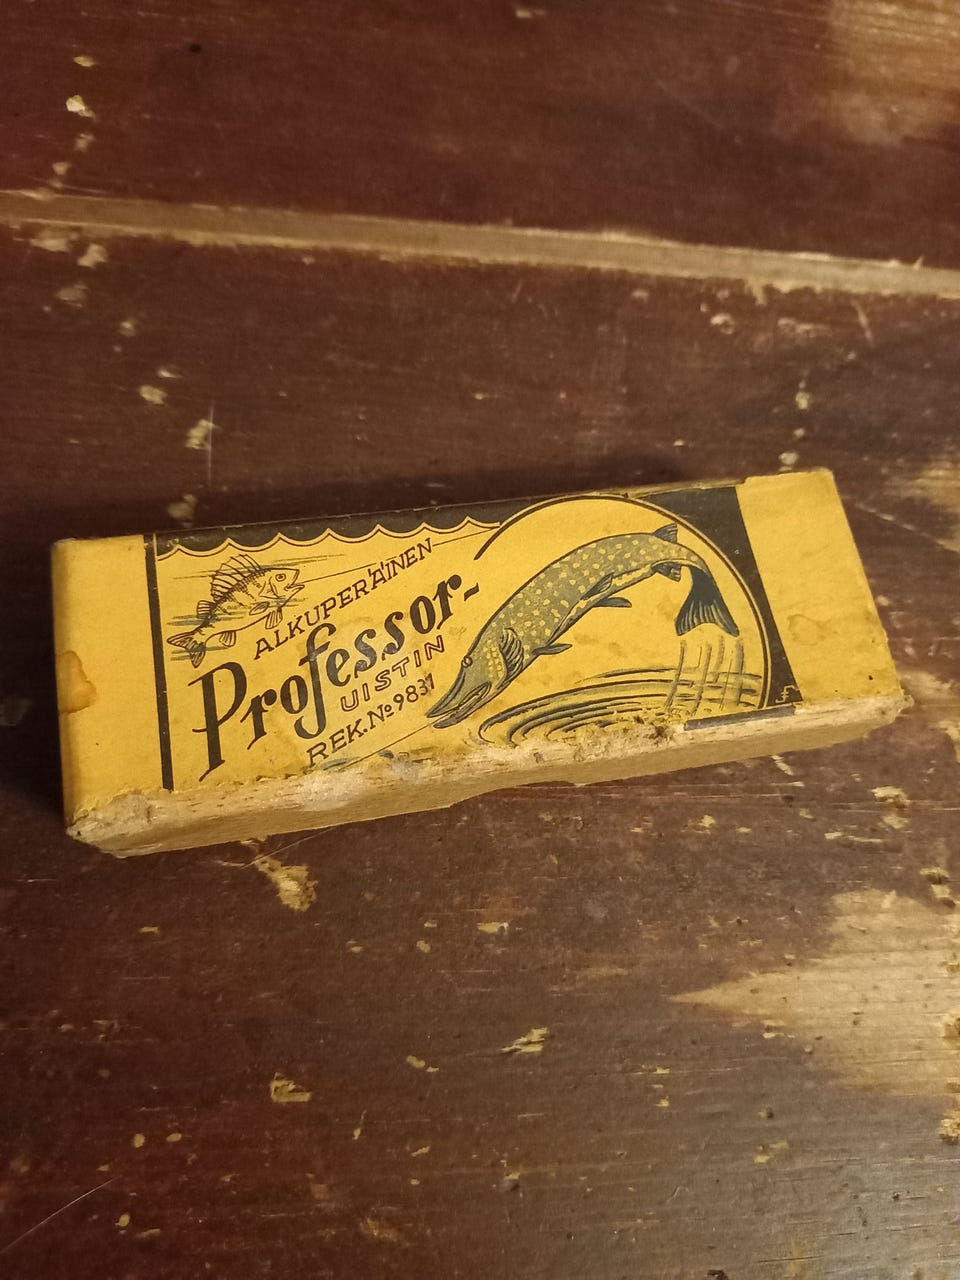 ALKUPERÄINEN
Professor-
UISTIN
REK.No 9831